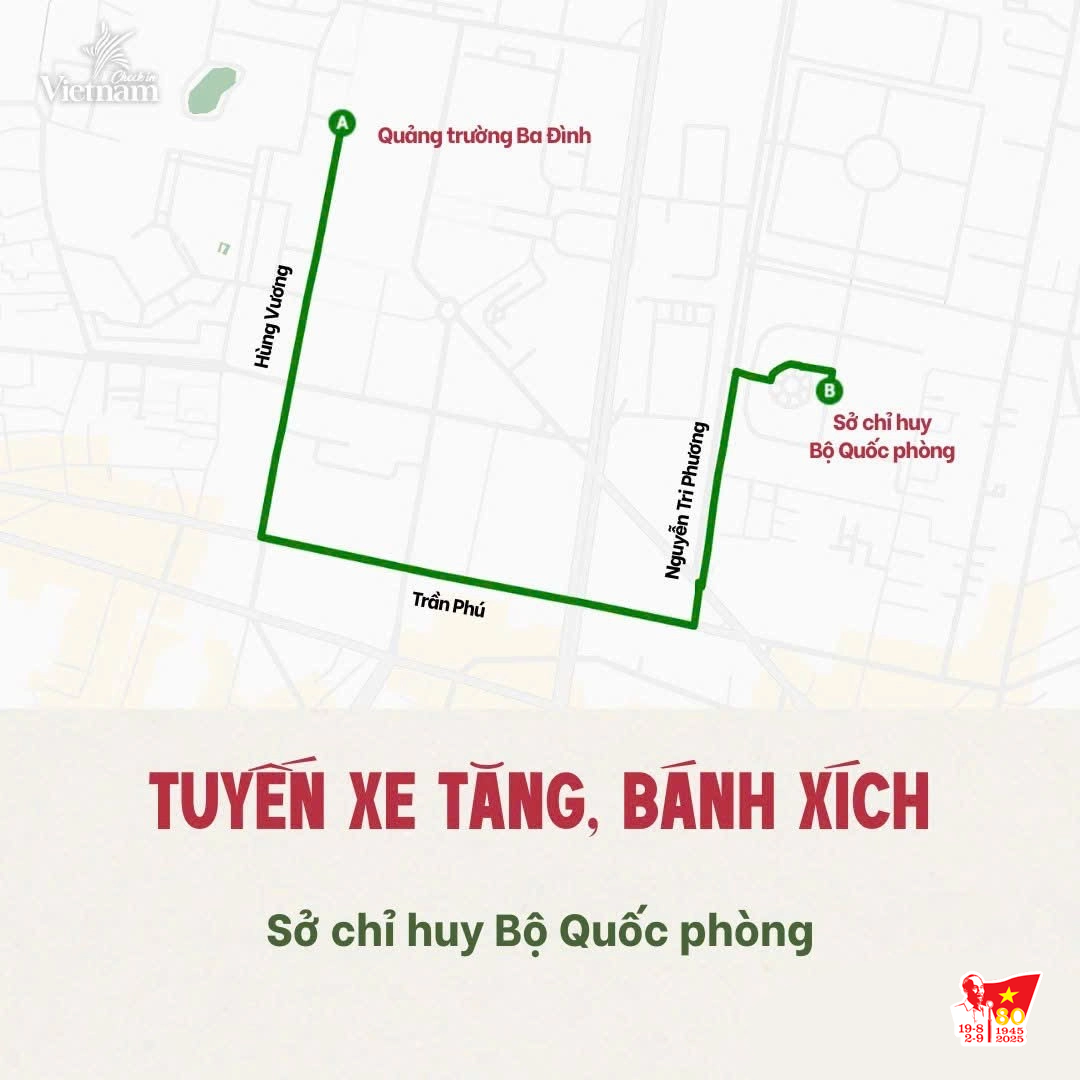 Check in
Vietnam
A
Quảng trường Ba Đình
Hùng Vương
B
Sở chỉ huy
Bộ Quốc phòng
Nguyễn Tri Phương
Trần Phú
TUYẾN XE TĂNG, BÁNH XÍCH
Sở chỉ huy Bộ Quốc phòng
80
19-8
2-9
1945
2025